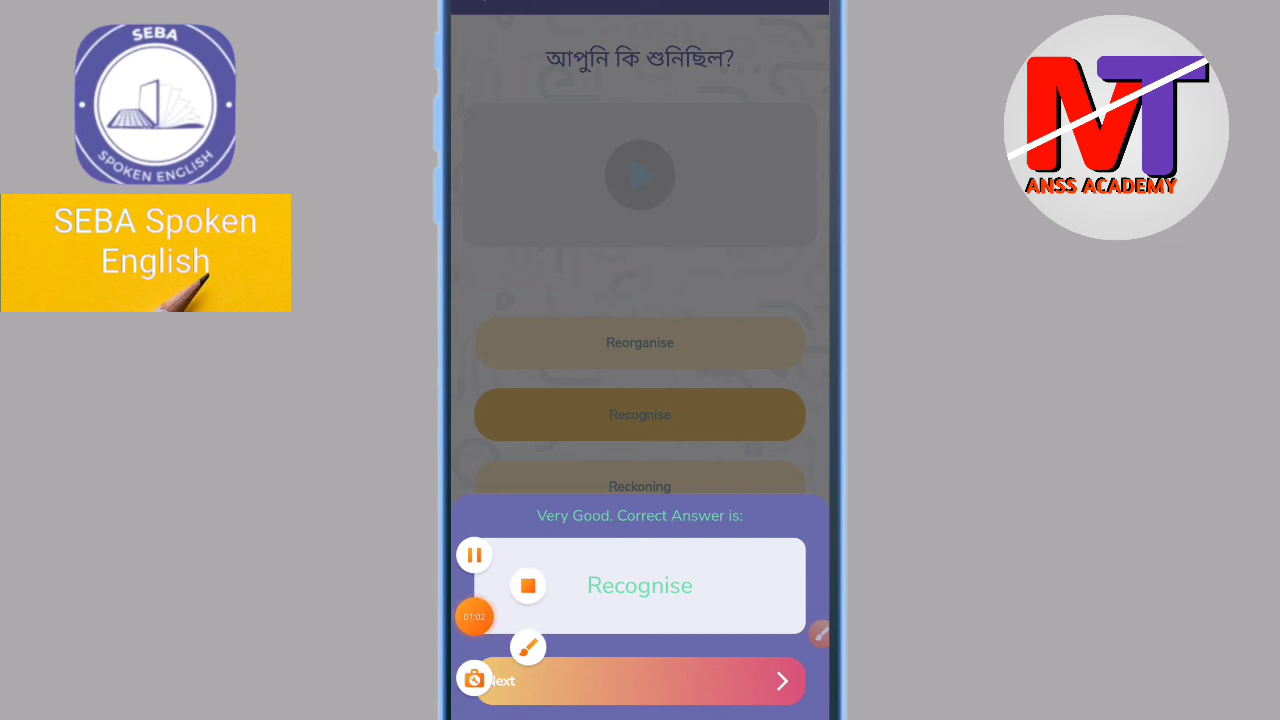 SEBA
SPOKEN ENGLISH
SEBA Spoken
English
আপুনি কি শুনিছিল?
Reorganise
Recognise
Reckoning
Very Good. Correct Answer is:
Recognise
01:02
Next
MT
ANSS ACADEMY